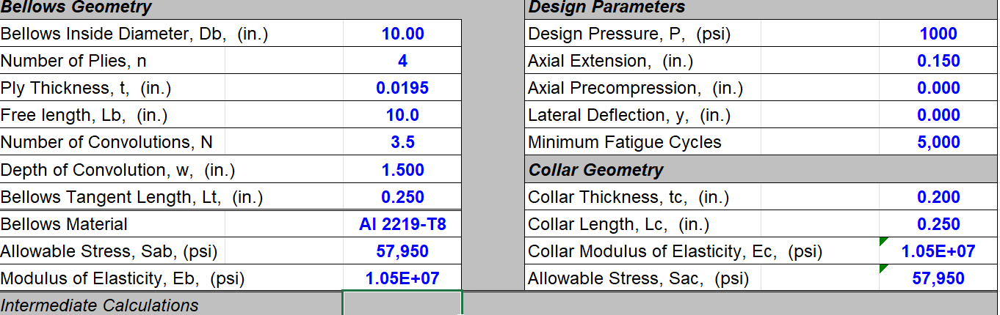 Bellows Geometry Design Parameters
Bellows Inside Diameter, Db, (in.) 10.00 Design Pressure, P, (psi) 1000
Number of Plies, n 4 Axial Extension, (in.) 0.150
Ply Thickness, t, (in.) 0.0195 Axial Precompression, (in.) 0.000
Free length, Lb, (in.) 10.0 Lateral Deflection, y, (in.) 0.000
Number of Convolutions, N 3.5 Minimum Fatigue Cycles 5,000
Depth of Convolution, w, (in.) 1.500 Collar Geometry
Bellows Tangent Length, Lt, (in.) 0.250 Collar Thickness, tc, (in.) 0.200
Bellows Material Al 2219-T8 Collar Length, Lc, (in.) 0.250
Allowable Stress, Sab, (psi) 57,950 Collar Modulus of Elasticity, Ec, (psi) 1.05E+07
Modulus of Elasticity, Eb, (psi) 1.05E+07 Allowable Stress, Sac, (psi) 57,950
Intermediate Calculations